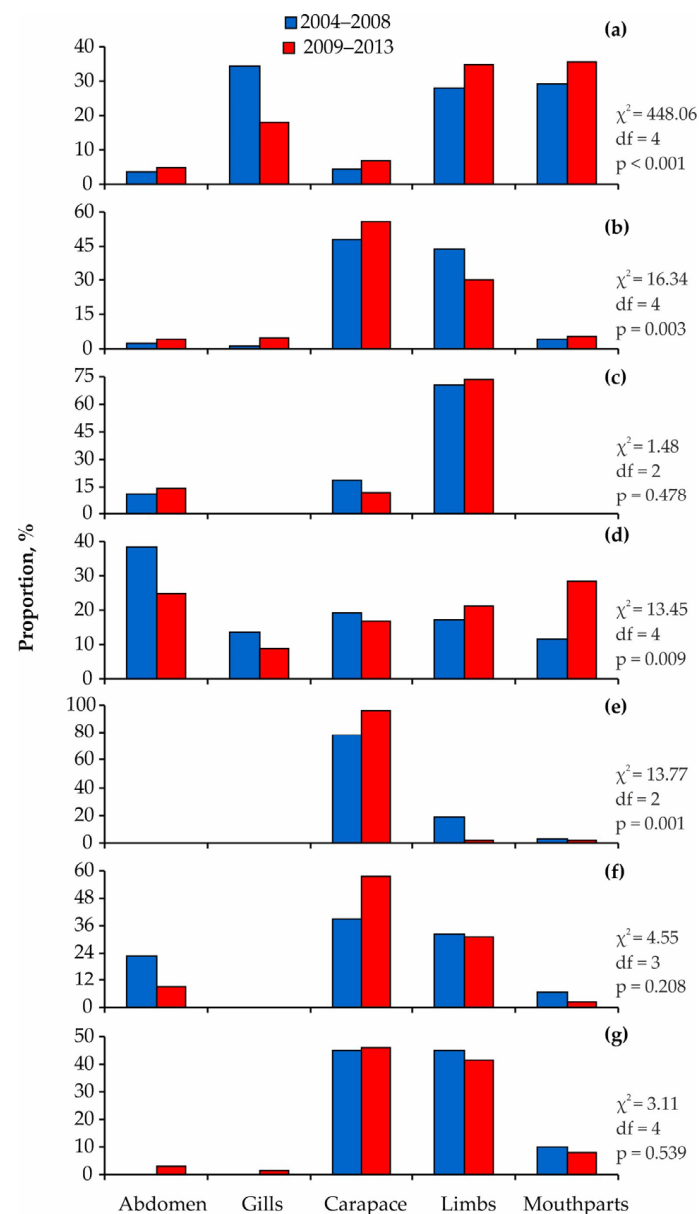 2004–2008
2009–2013
(a)
40
30
20
10
0
χ² = 448.06
df = 4
p < 0.001
(b)
60
45
30
15
0
χ² = 16.34
df = 4
p = 0.003
(c)
75
60
45
30
15
0
χ² = 1.48
df = 2
p = 0.478
Proportion, %
(d)
40
30
20
10
0
χ² = 13.45
df = 4
p = 0.009
(e)
100
80
60
40
20
0
χ² = 13.77
df = 2
p = 0.001
(f)
60
48
36
24
12
0
χ² = 4.55
df = 3
p = 0.208
(g)
50
40
30
20
10
0
χ² = 3.11
df = 4
p = 0.539
Abdomen Gills Carapace Limbs Mouthparts